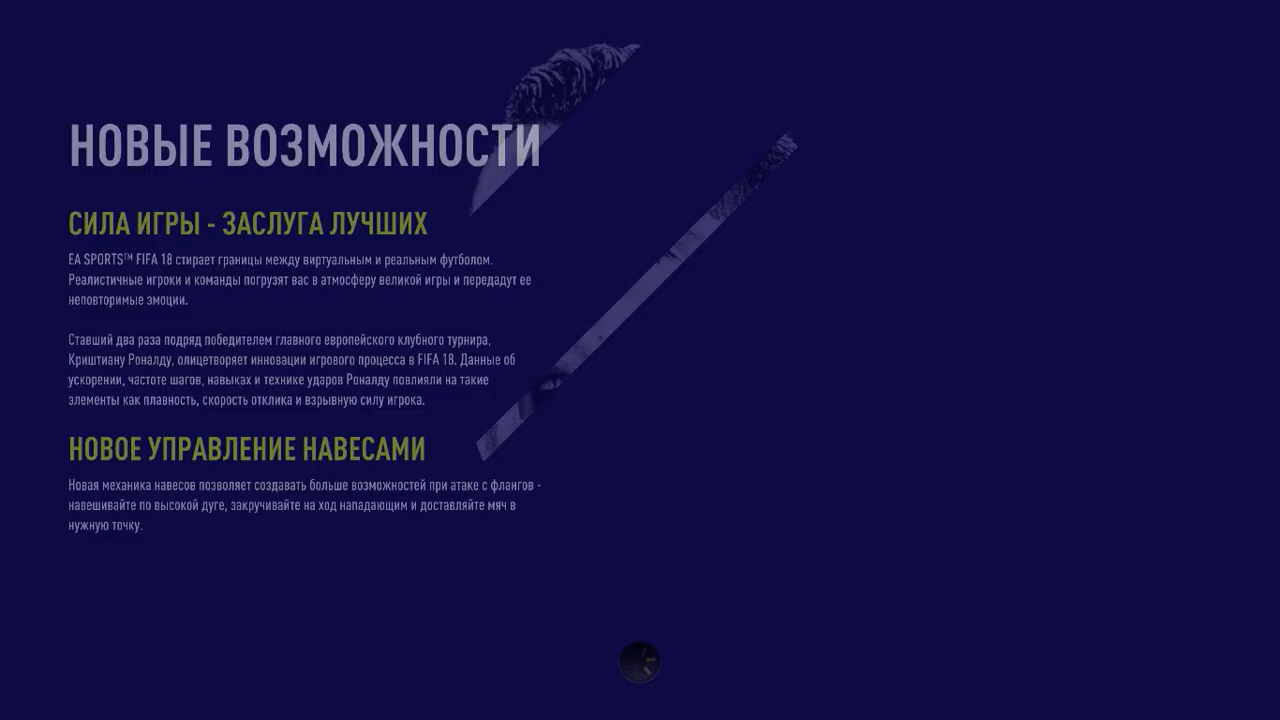 НОВЫЕ ВОЗМОЖНОСТИ
СИЛА ИГРЫ - ЗАСЛУГА ЛУЧШИХ
EA SPORTS™ FIFA 18 стирает границы между виртуальным и реальным футболом.
Реалистичные игроки и команды погрузят вас в атмосферу великой игры и передадут ее
неповторимые эмоции.
Ставший два раза подряд победителем главного европейского клубного турнира,
Криштиану Роналду, олицетворяет инновации игрового процесса в FIFA 18. Данные об
ускорении, частоте шагов, навыках и технике ударов Роналду повлияли на такие
элементы как плавность, скорость отклика и взрывную силу игрока.
НОВОЕ УПРАВЛЕНИЕ НАВЕСАМИ
Новая механика навесов позволяет создавать больше возможностей при атаке с флангов -
навешивайте по высокой дуге, закручивайте на ход нападающим и доставляйте мяч в
нужную точку.